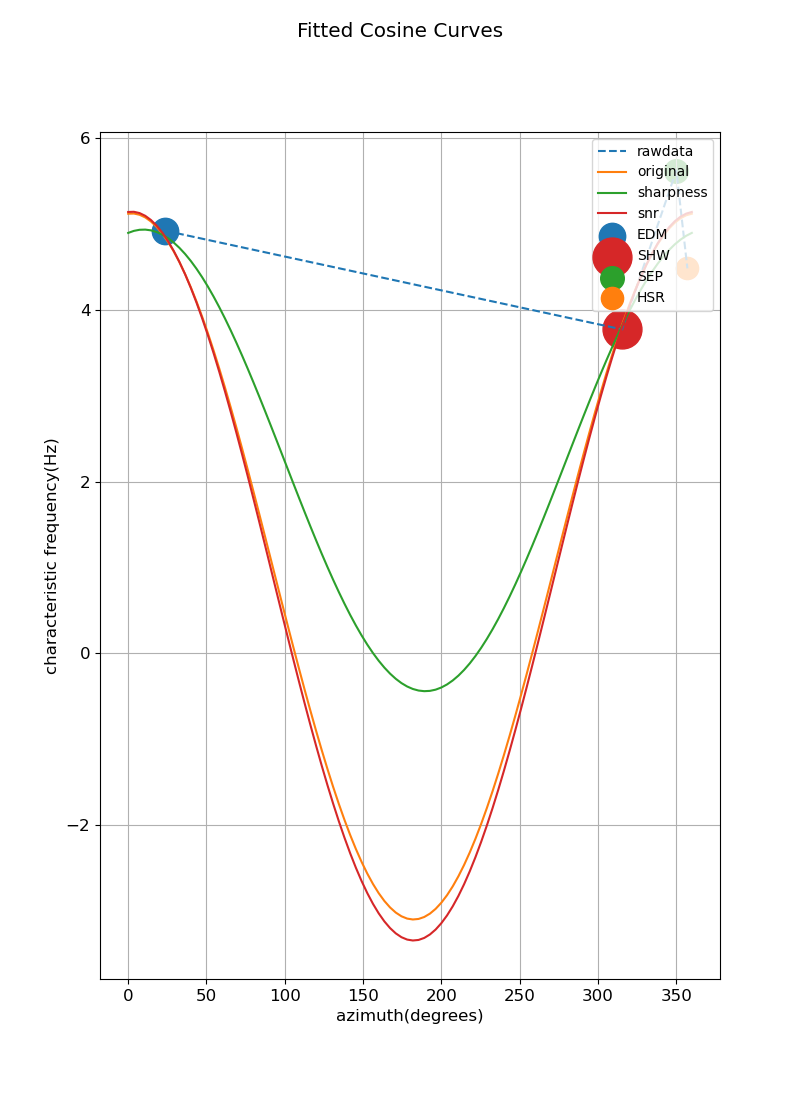 Fitted Cosine Curves
6
4
2
0
−2
characteristic frequency(Hz)
rawdata
original
sharpness
snr
EDM
SHW
SEP
HSR
0 50 100 150 200 250 300 350
azimuth(degrees)